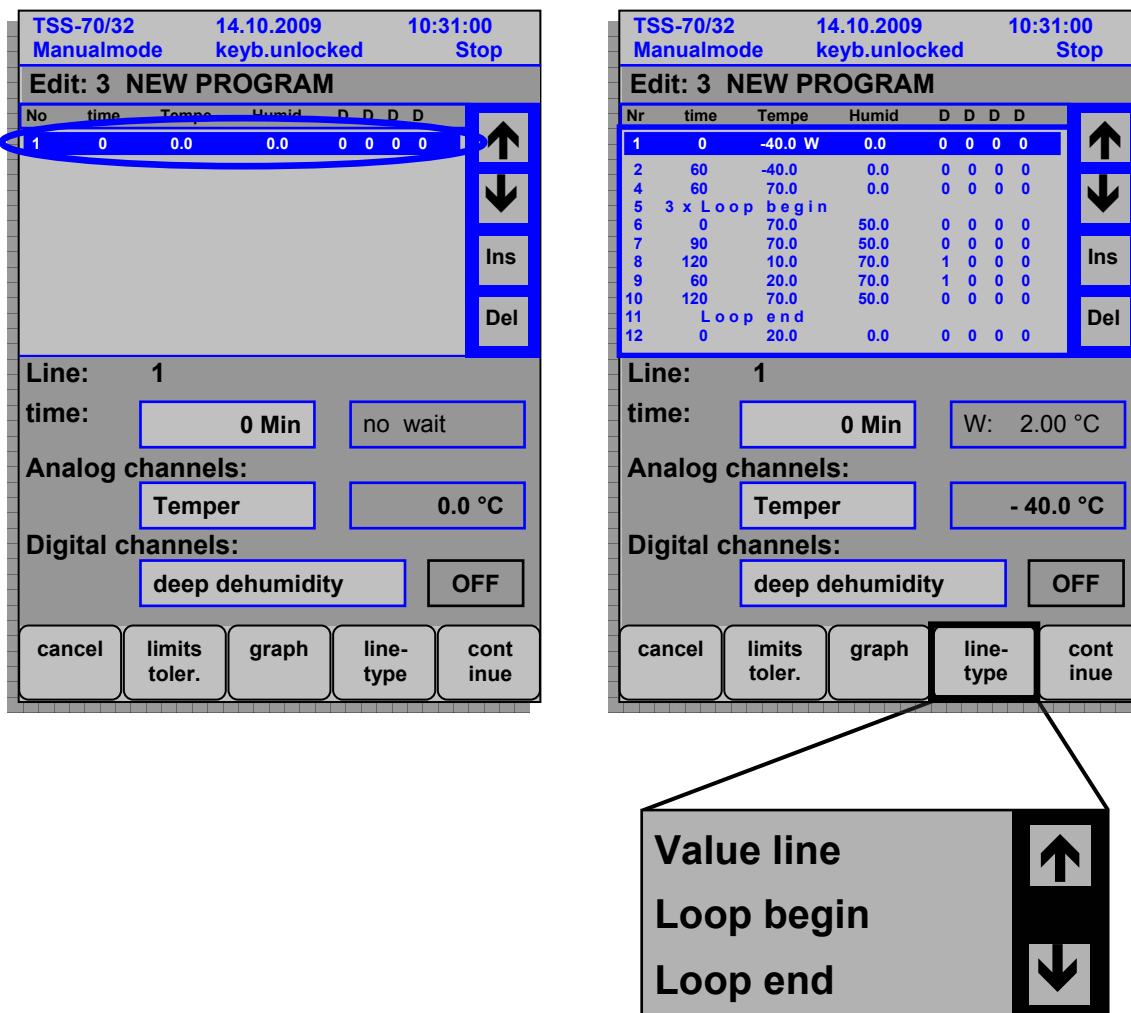 TSS-70/32 14.10.2009 10:31:00
Manualmode keyb.unlocked Stop
Edit: 3 NEW PROGRAM
No time Tempe Humid D D D D
1 0 0.0 0.0 0 0 0 0
Ins
Del
Line: 1
time: 0 Min no wait
Analog channels:
Temper 0.0 °C
Digital channels:
deep dehumidity OFF
cancel limits toler. graph line-type continue
TSS-70/32 14.10.2009 10:31:00
Manualmode keyb.unlocked Stop
Edit: 3 NEW PROGRAM
Nr time Tempe Humid D D D D
1 0 -40.0 W 0.0 0 0 0 0
2 60 -40.0 0.0 0 0 0 0
4 60 70.0 0.0 0 0 0 0
5 3 x Loop begin
6 0 70.0 50.0 0 0 0 0
7 90 70.0 50.0 0 0 0 0
8 120 10.0 70.0 1 0 0 0
9 60 20.0 70.0 1 0 0 0
10 120 70.0 50.0 0 0 0 0
11 Loop end
12 0 20.0 0.0 0 0 0 0
Ins
Del
Line: 1
time: 0 Min W: 2.00 °C
Analog channels:
Temper - 40.0 °C
Digital channels:
deep dehumidity OFF
cancel limits toler. graph line-type continue
Value line
Loop begin
Loop end